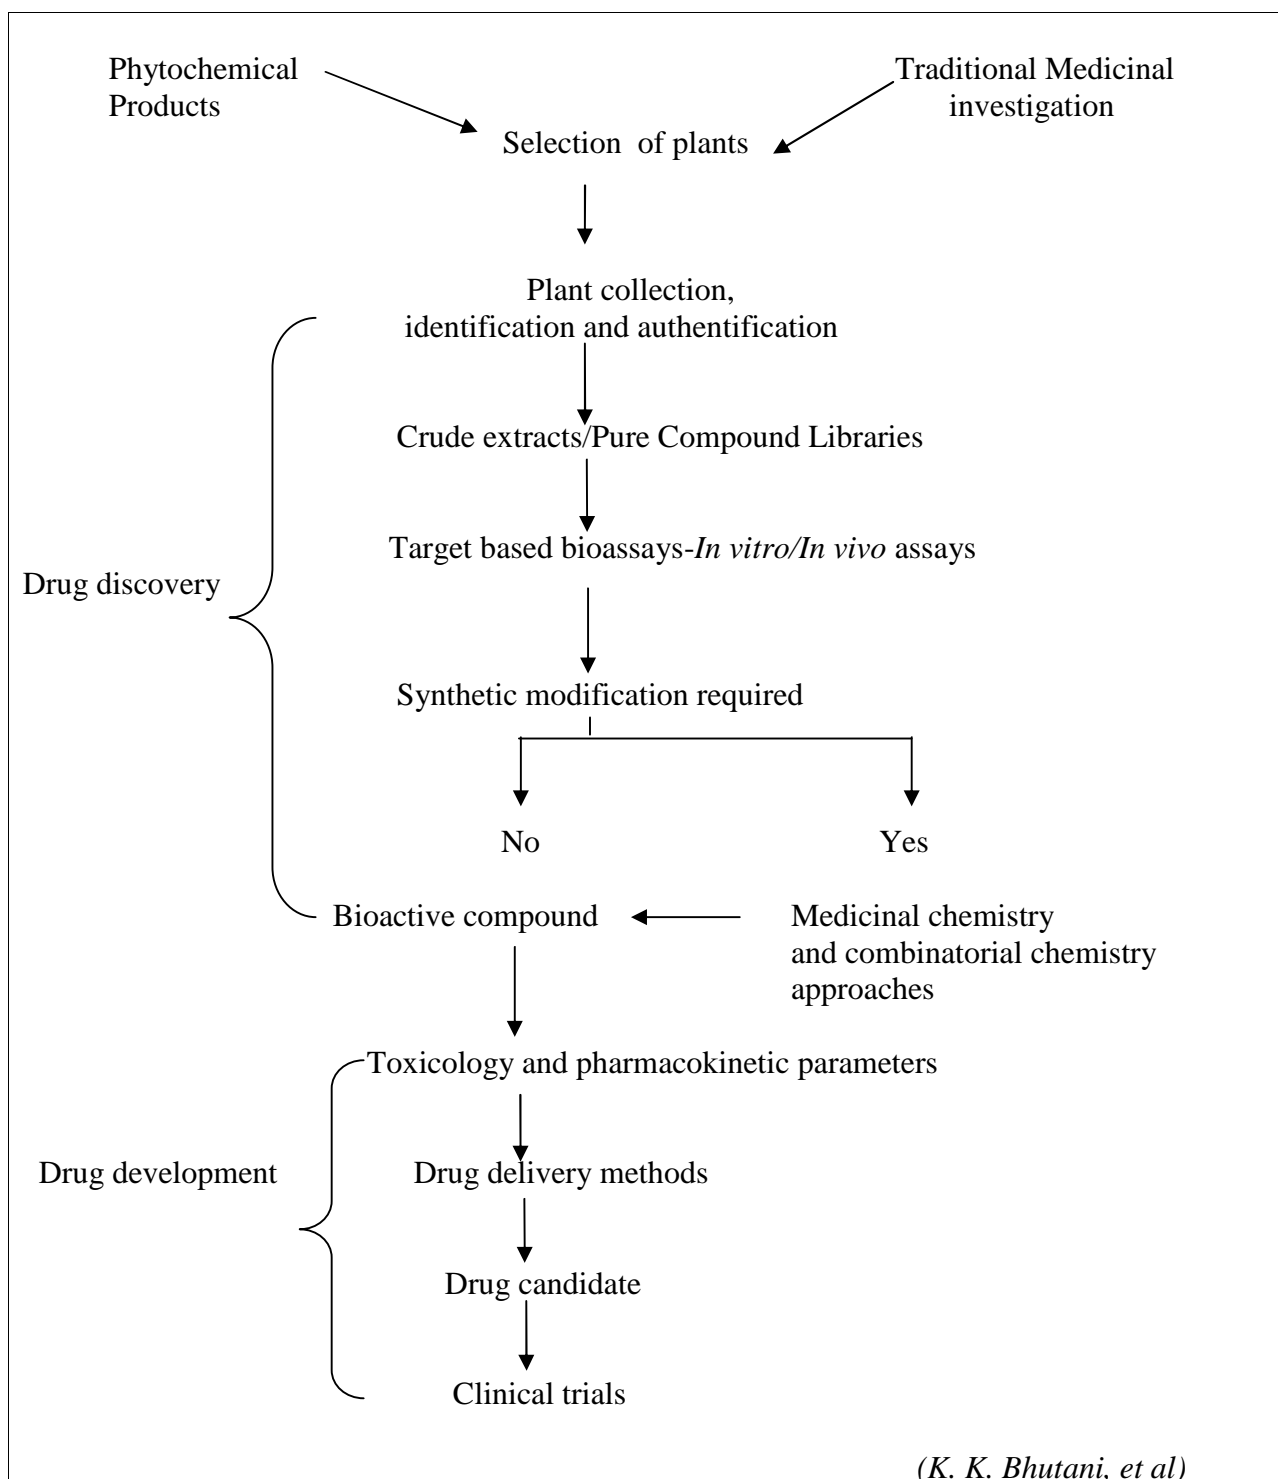 Phytochemical
Products
Traditional Medicinal
investigation
Selection of plants
Plant collection,
identification and authentification
Crude extracts/Pure Compound Libraries
Target based bioassays-In vitro/In vivo assays
Drug discovery
Synthetic modification required
No
Yes
Bioactive compound
Medicinal chemistry
and combinatorial chemistry
approaches
Toxicology and pharmacokinetic parameters
Drug development
Drug delivery methods
Drug candidate
Clinical trials
(K. K. Bhutani, et al)